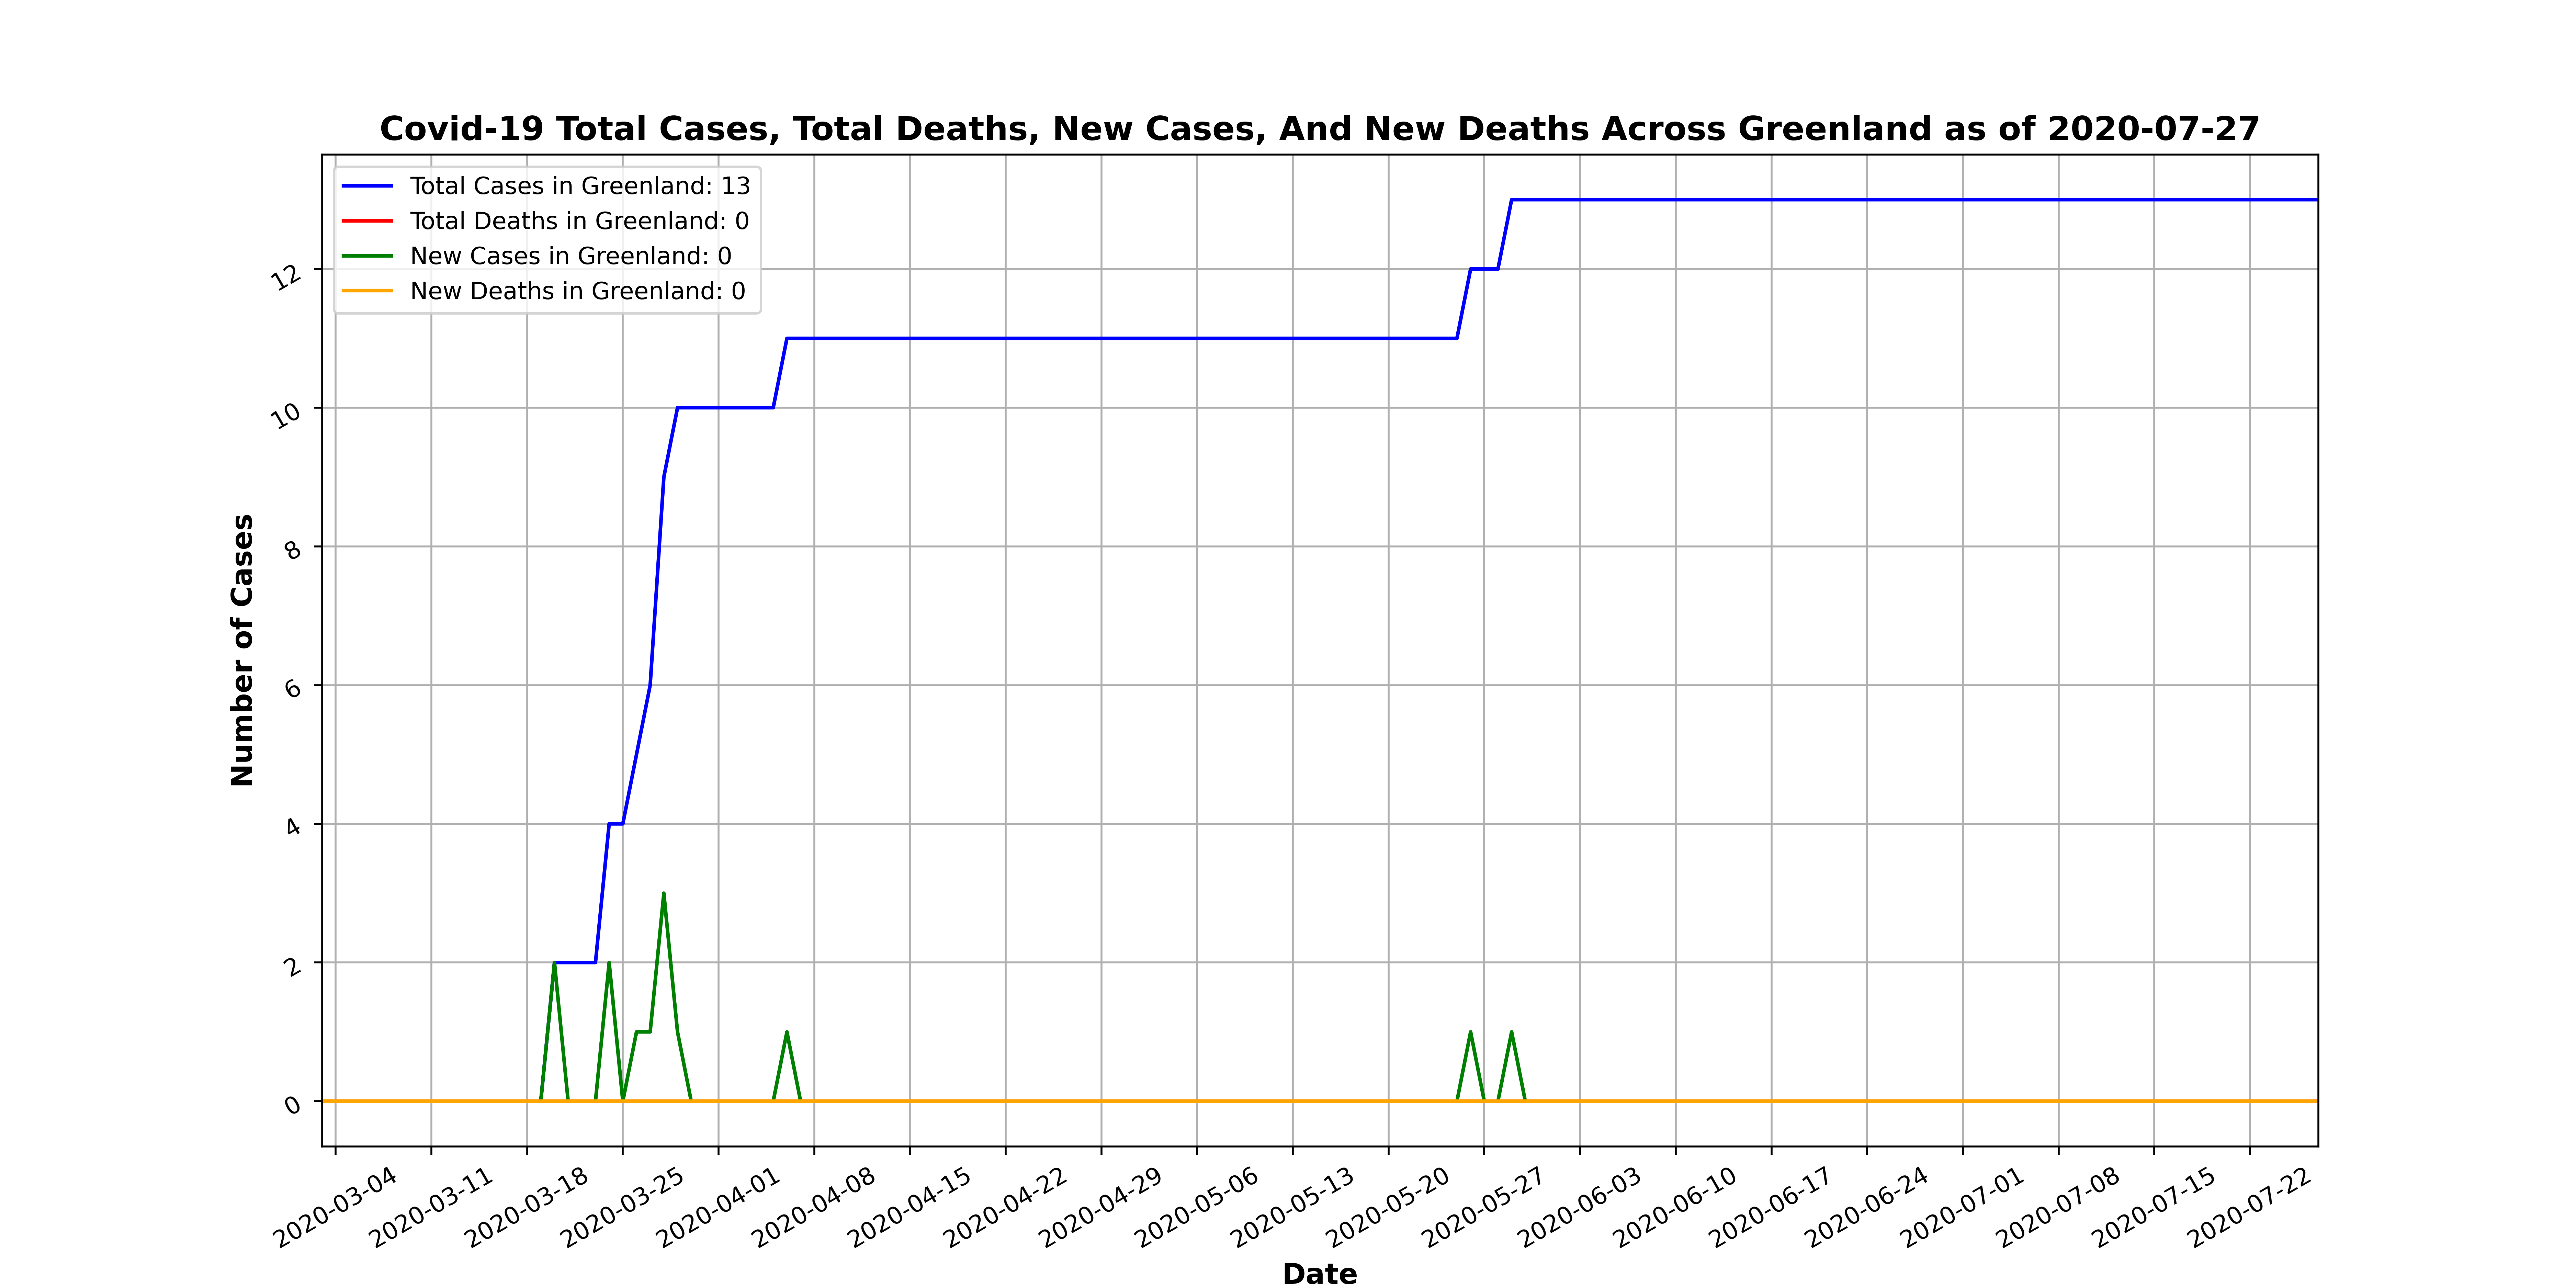 Covid-19 Total Cases, Total Deaths, New Cases, And New Deaths Across Greenland as of 2020-07-27
Total Cases in Greenland: 13
Total Deaths in Greenland: 0
New Cases in Greenland: 0
New Deaths in Greenland: 0
Number of Cases
12
10
8
6
4
2
0
2020-03-04 2020-03-11 2020-03-18 2020-03-25 2020-04-01 2020-04-08 2020-04-15 2020-04-22 2020-04-29 2020-05-06 2020-05-13 2020-05-20 2020-05-27 2020-06-03 2020-06-10 2020-06-17 2020-06-24 2020-07-01 2020-07-08 2020-07-15 2020-07-22
Date